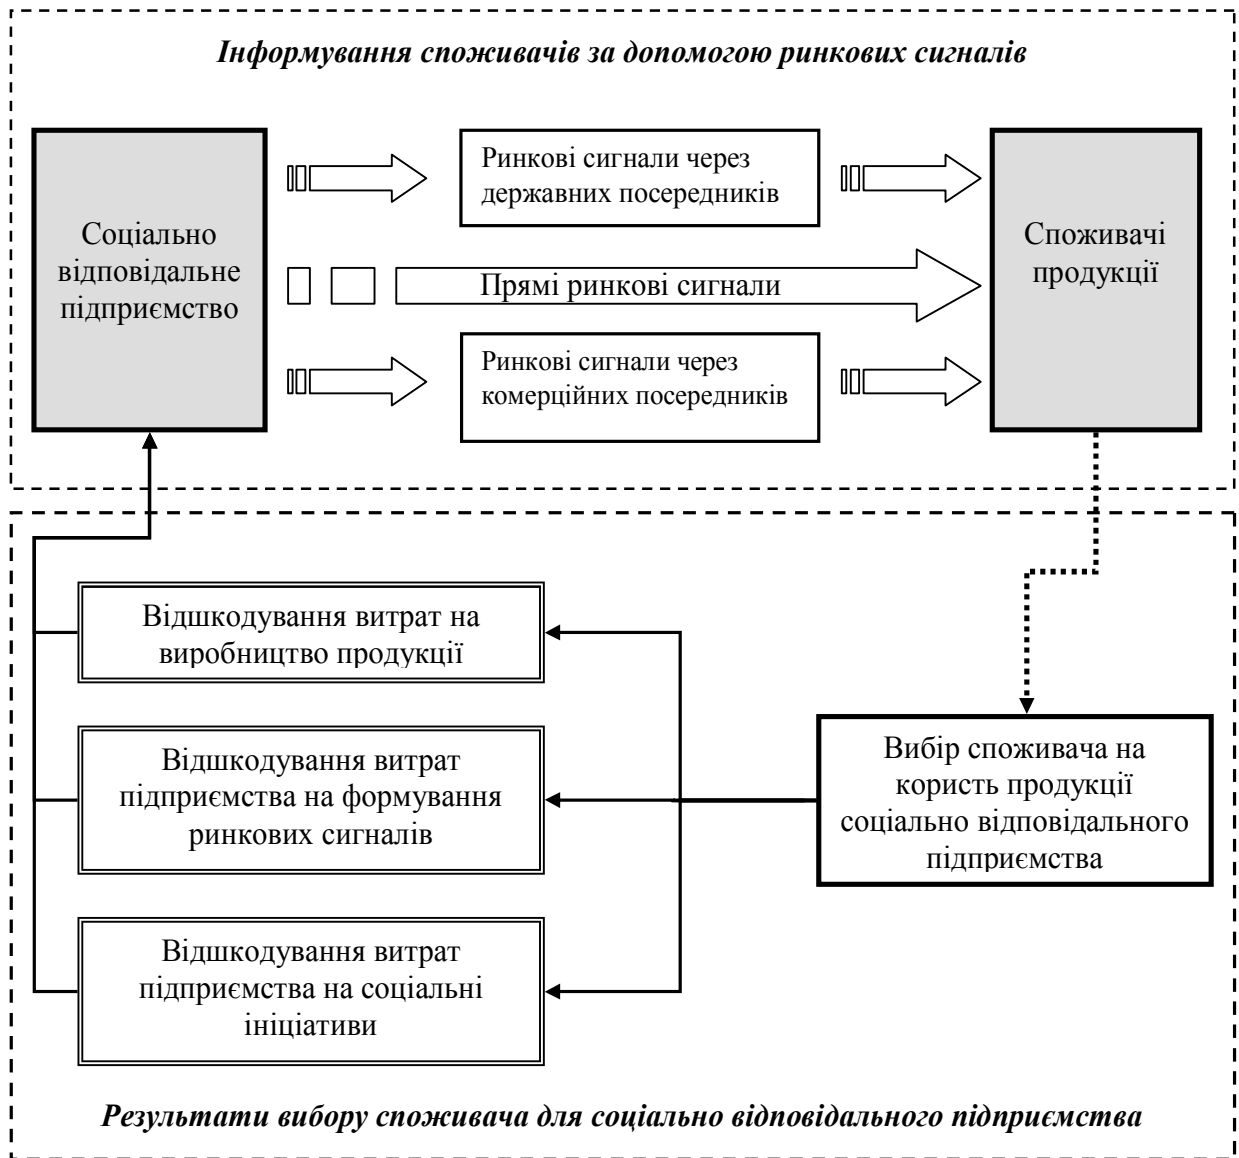 Інформування споживачів за допомогою ринкових сигналів
Соціально
відповідальне
підприємство
Ринкові сигнали через
державних посередників
Прямі ринкові сигнали
Ринкові сигнали через
комерційних посередників
Споживачі
продукції
Відшкодування витрат на
виробництво продукції
Відшкодування витрат
підприємства на формування
ринкових сигналів
Відшкодування витрат
підприємства на соціальні
ініціативи
Вибір споживача на
користь продукції
соціально відповідального
підприємства
Результати вибору споживача для соціально відповідального підприємства